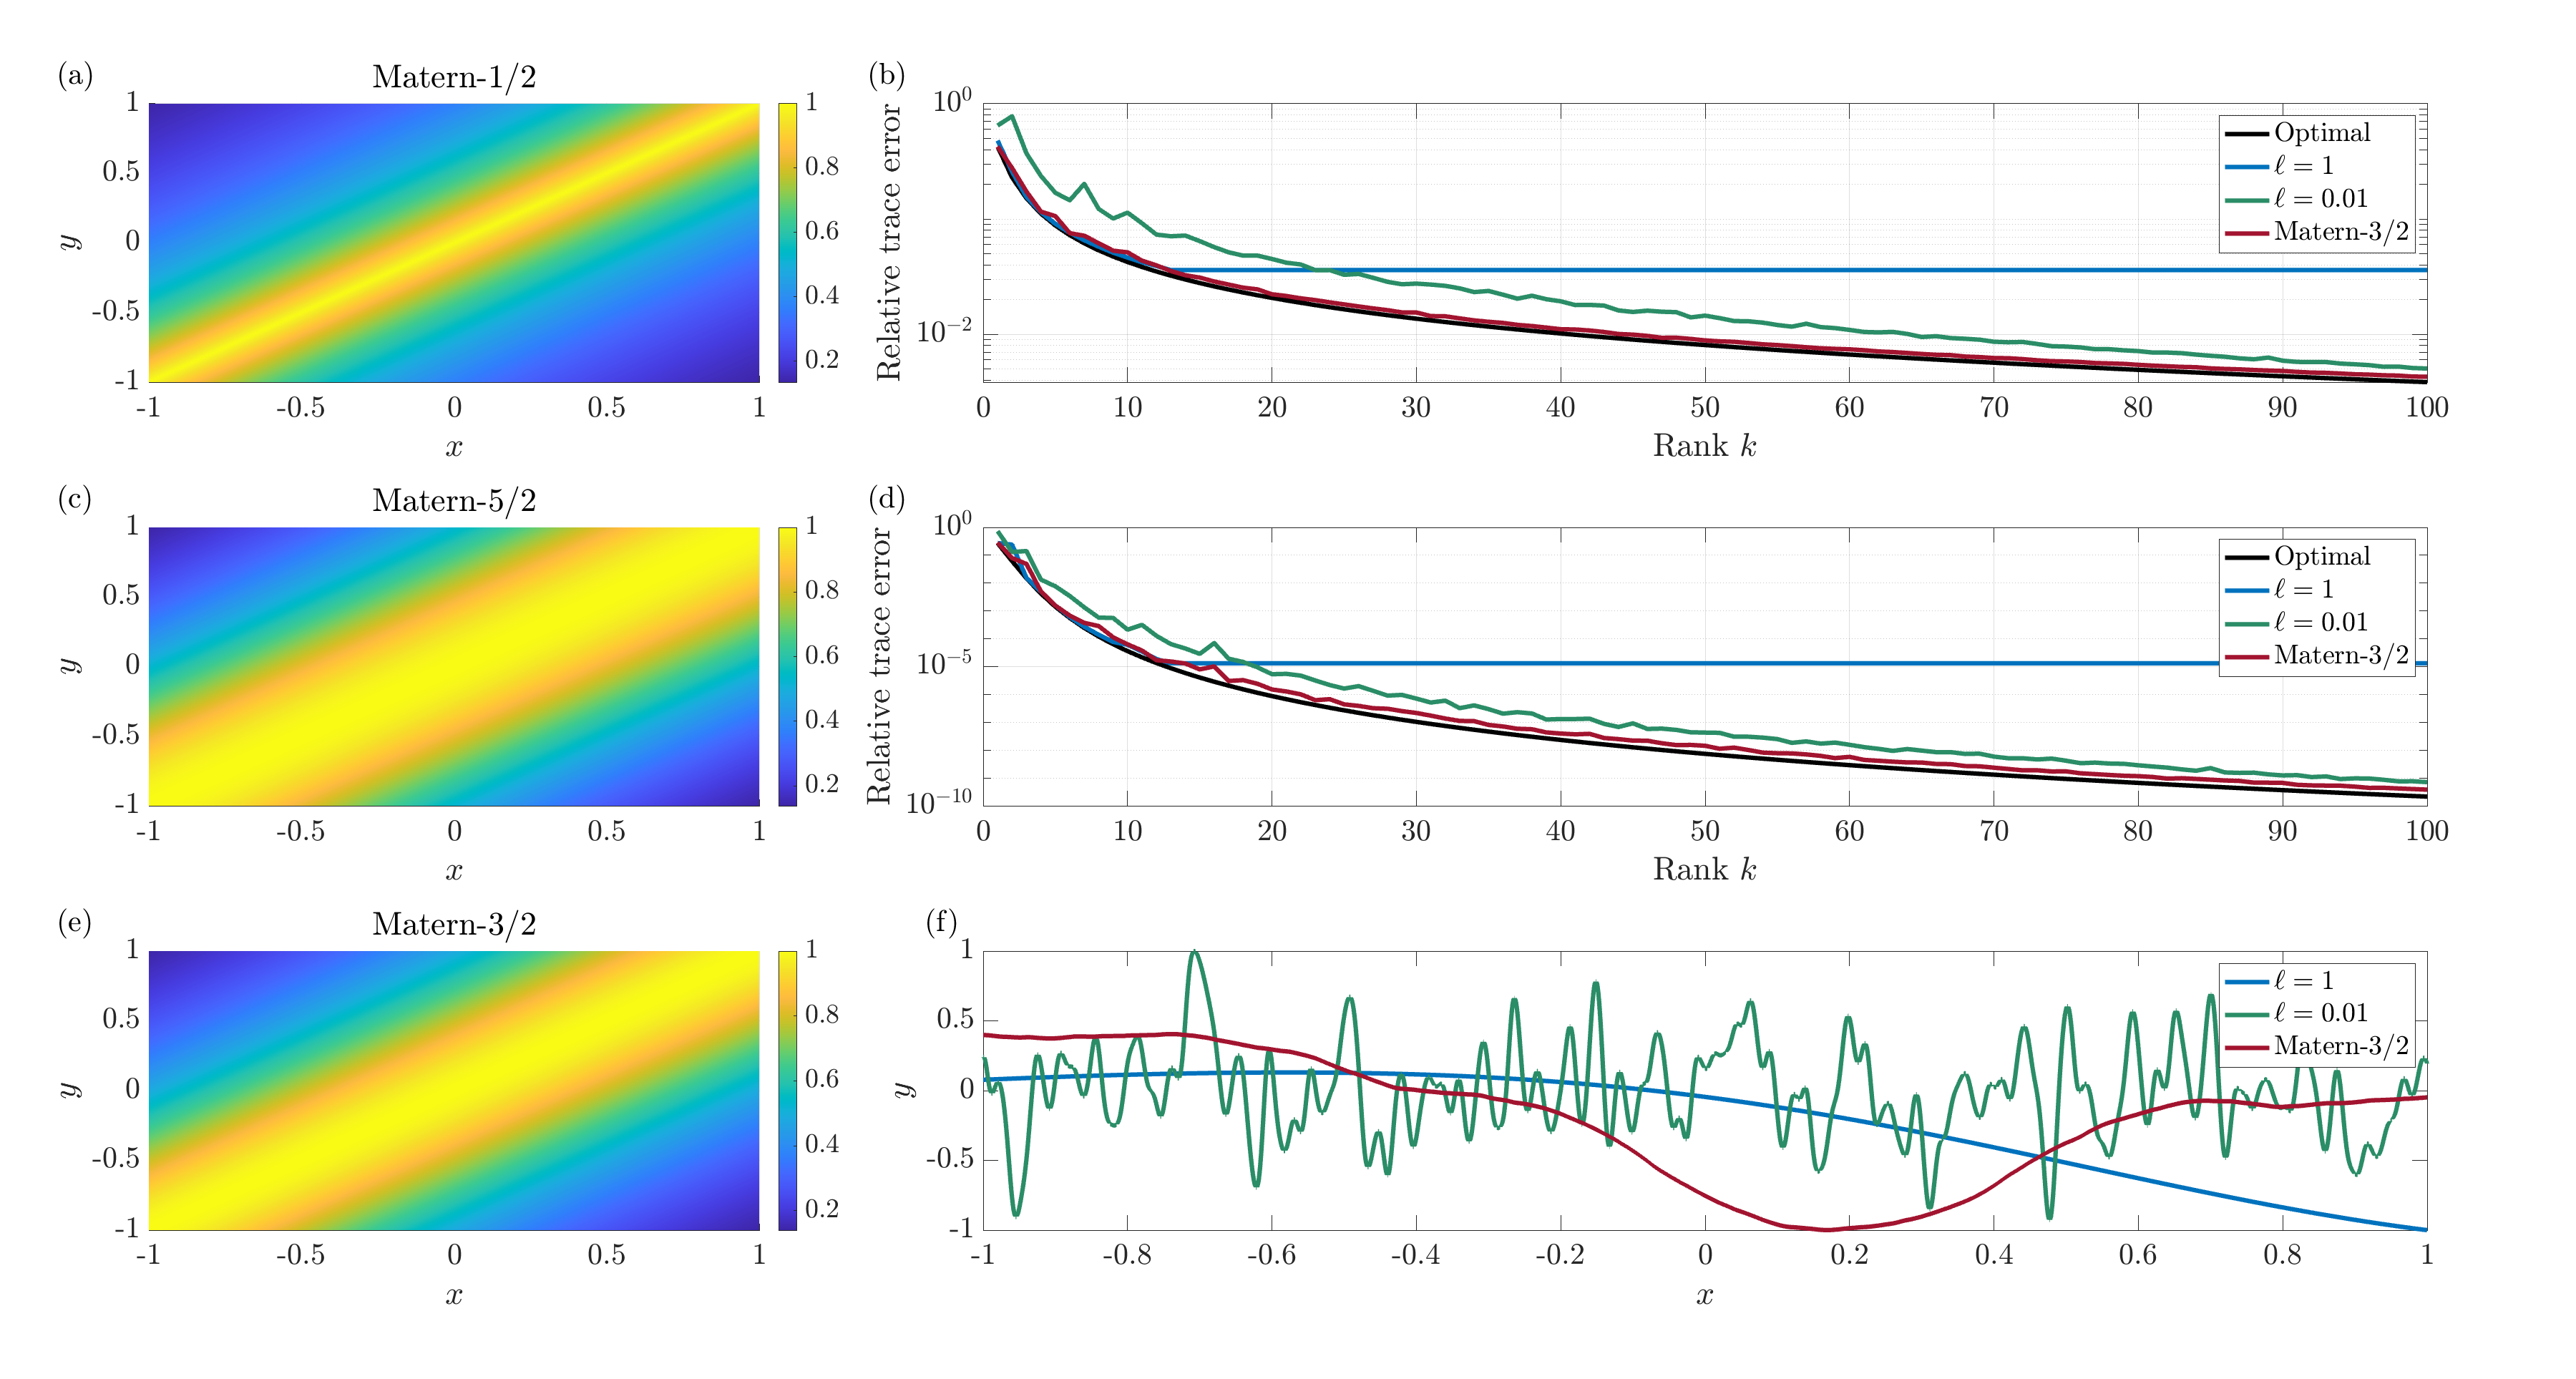 (a)
Matern-1/2
1
0.5
0
-0.5
-1
y
-1 -0.5 0 0.5 1
x
1
0.8
0.6
0.4
0.2
(b)
Relative trace error
10^0
10^-2
0 10 20 30 40 50 60 70 80 90 100
Rank k
Optimal
ℓ = 1
ℓ = 0.01
Matern-3/2
(c)
Matern-5/2
1
0.5
0
-0.5
-1
y
-1 -0.5 0 0.5 1
x
1
0.8
0.6
0.4
0.2
(d)
Relative trace error
10^0
10^-5
10^-10
0 10 20 30 40 50 60 70 80 90 100
Rank k
Optimal
ℓ = 1
ℓ = 0.01
Matern-3/2
(e)
Matern-3/2
1
0.5
0
-0.5
-1
y
-1 -0.5 0 0.5 1
x
1
0.8
0.6
0.4
0.2
(f)
1
0.5
0
-0.5
-1
y
-1 -0.8 -0.6 -0.4 -0.2 0 0.2 0.4 0.6 0.8 1
x
ℓ = 1
ℓ = 0.01
Matern-3/2